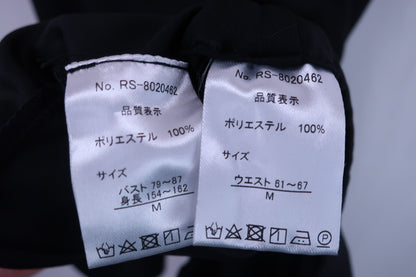 No. RS-8020462
品質表示
ポリエステル 100%
サイズ
バスト 79〜87
身長 154〜162
M
No. RS-8020462
品質表示
ポリエステル 100%
サイズ
ウエスト 61〜67
M